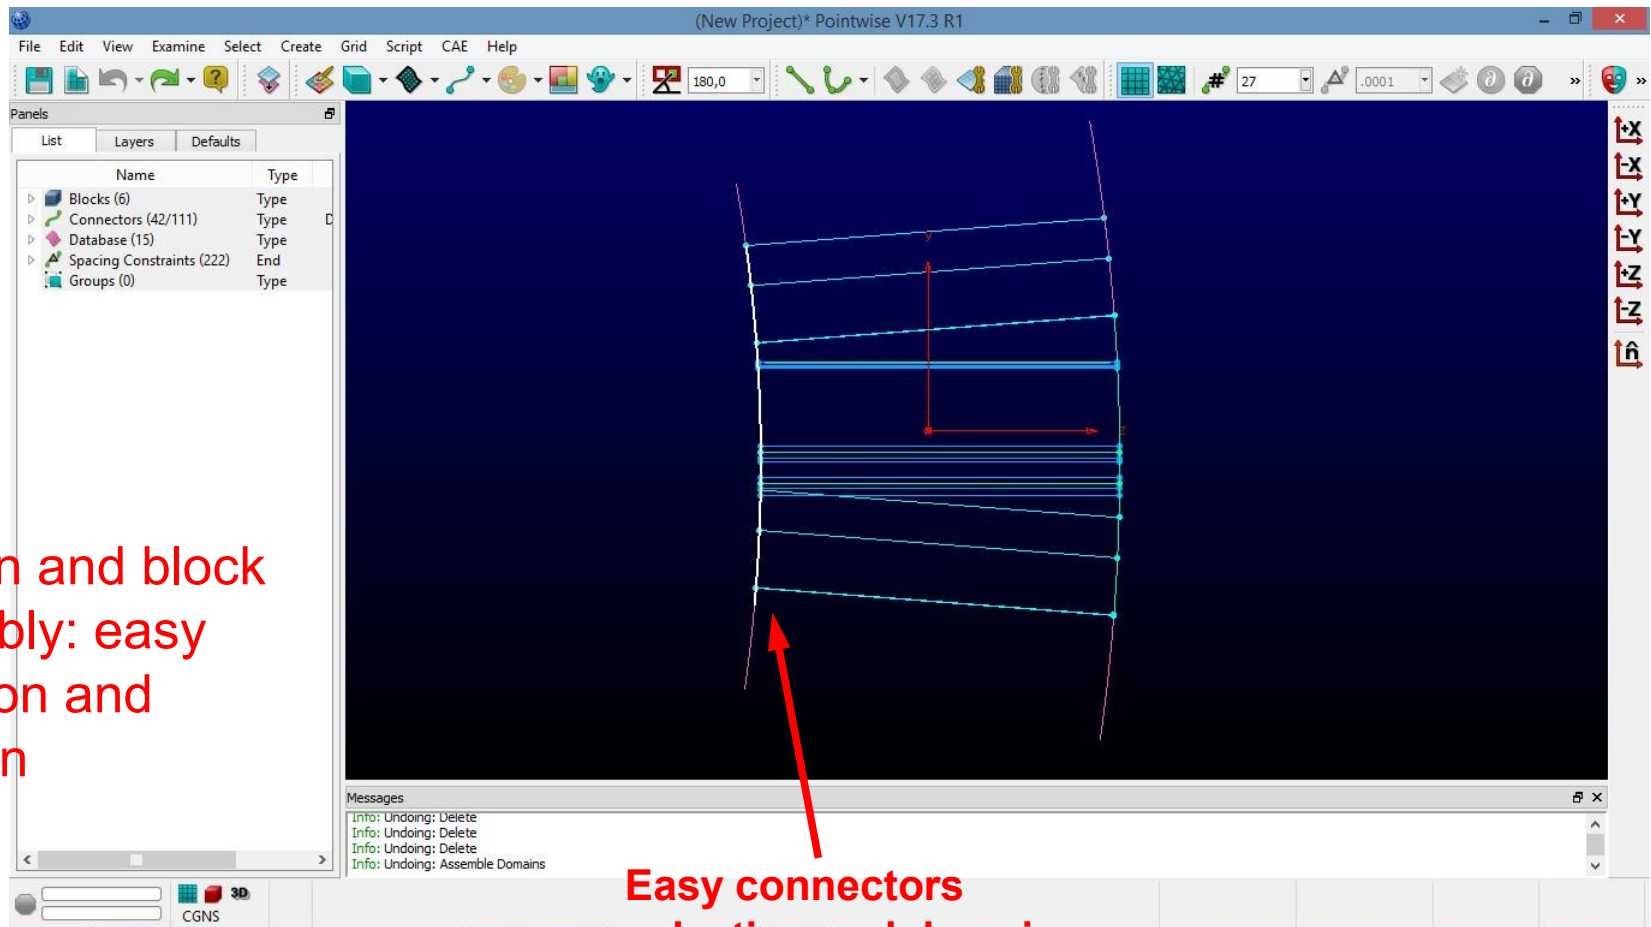 (New Project)* Pointwise V17.3 R1
File Edit View Examine Select Create Grid Script CAE Help
180,0
27
.0001
Panels
List Layers Defaults
Name Type
Blocks (6) Type
Connectors (42/111) Type D
Database (15) Type
Spacing Constraints (222) End
Groups (0) Type
y
z
+X
-X
+Y
-Y
+Z
-Z
n̂
n and block
bly: easy
on and
n
Messages
Info: Undoing: Delete
Info: Undoing: Delete
Info: Undoing: Delete
Info: Undoing: Assemble Domains
Easy connectors
3D
CGNS